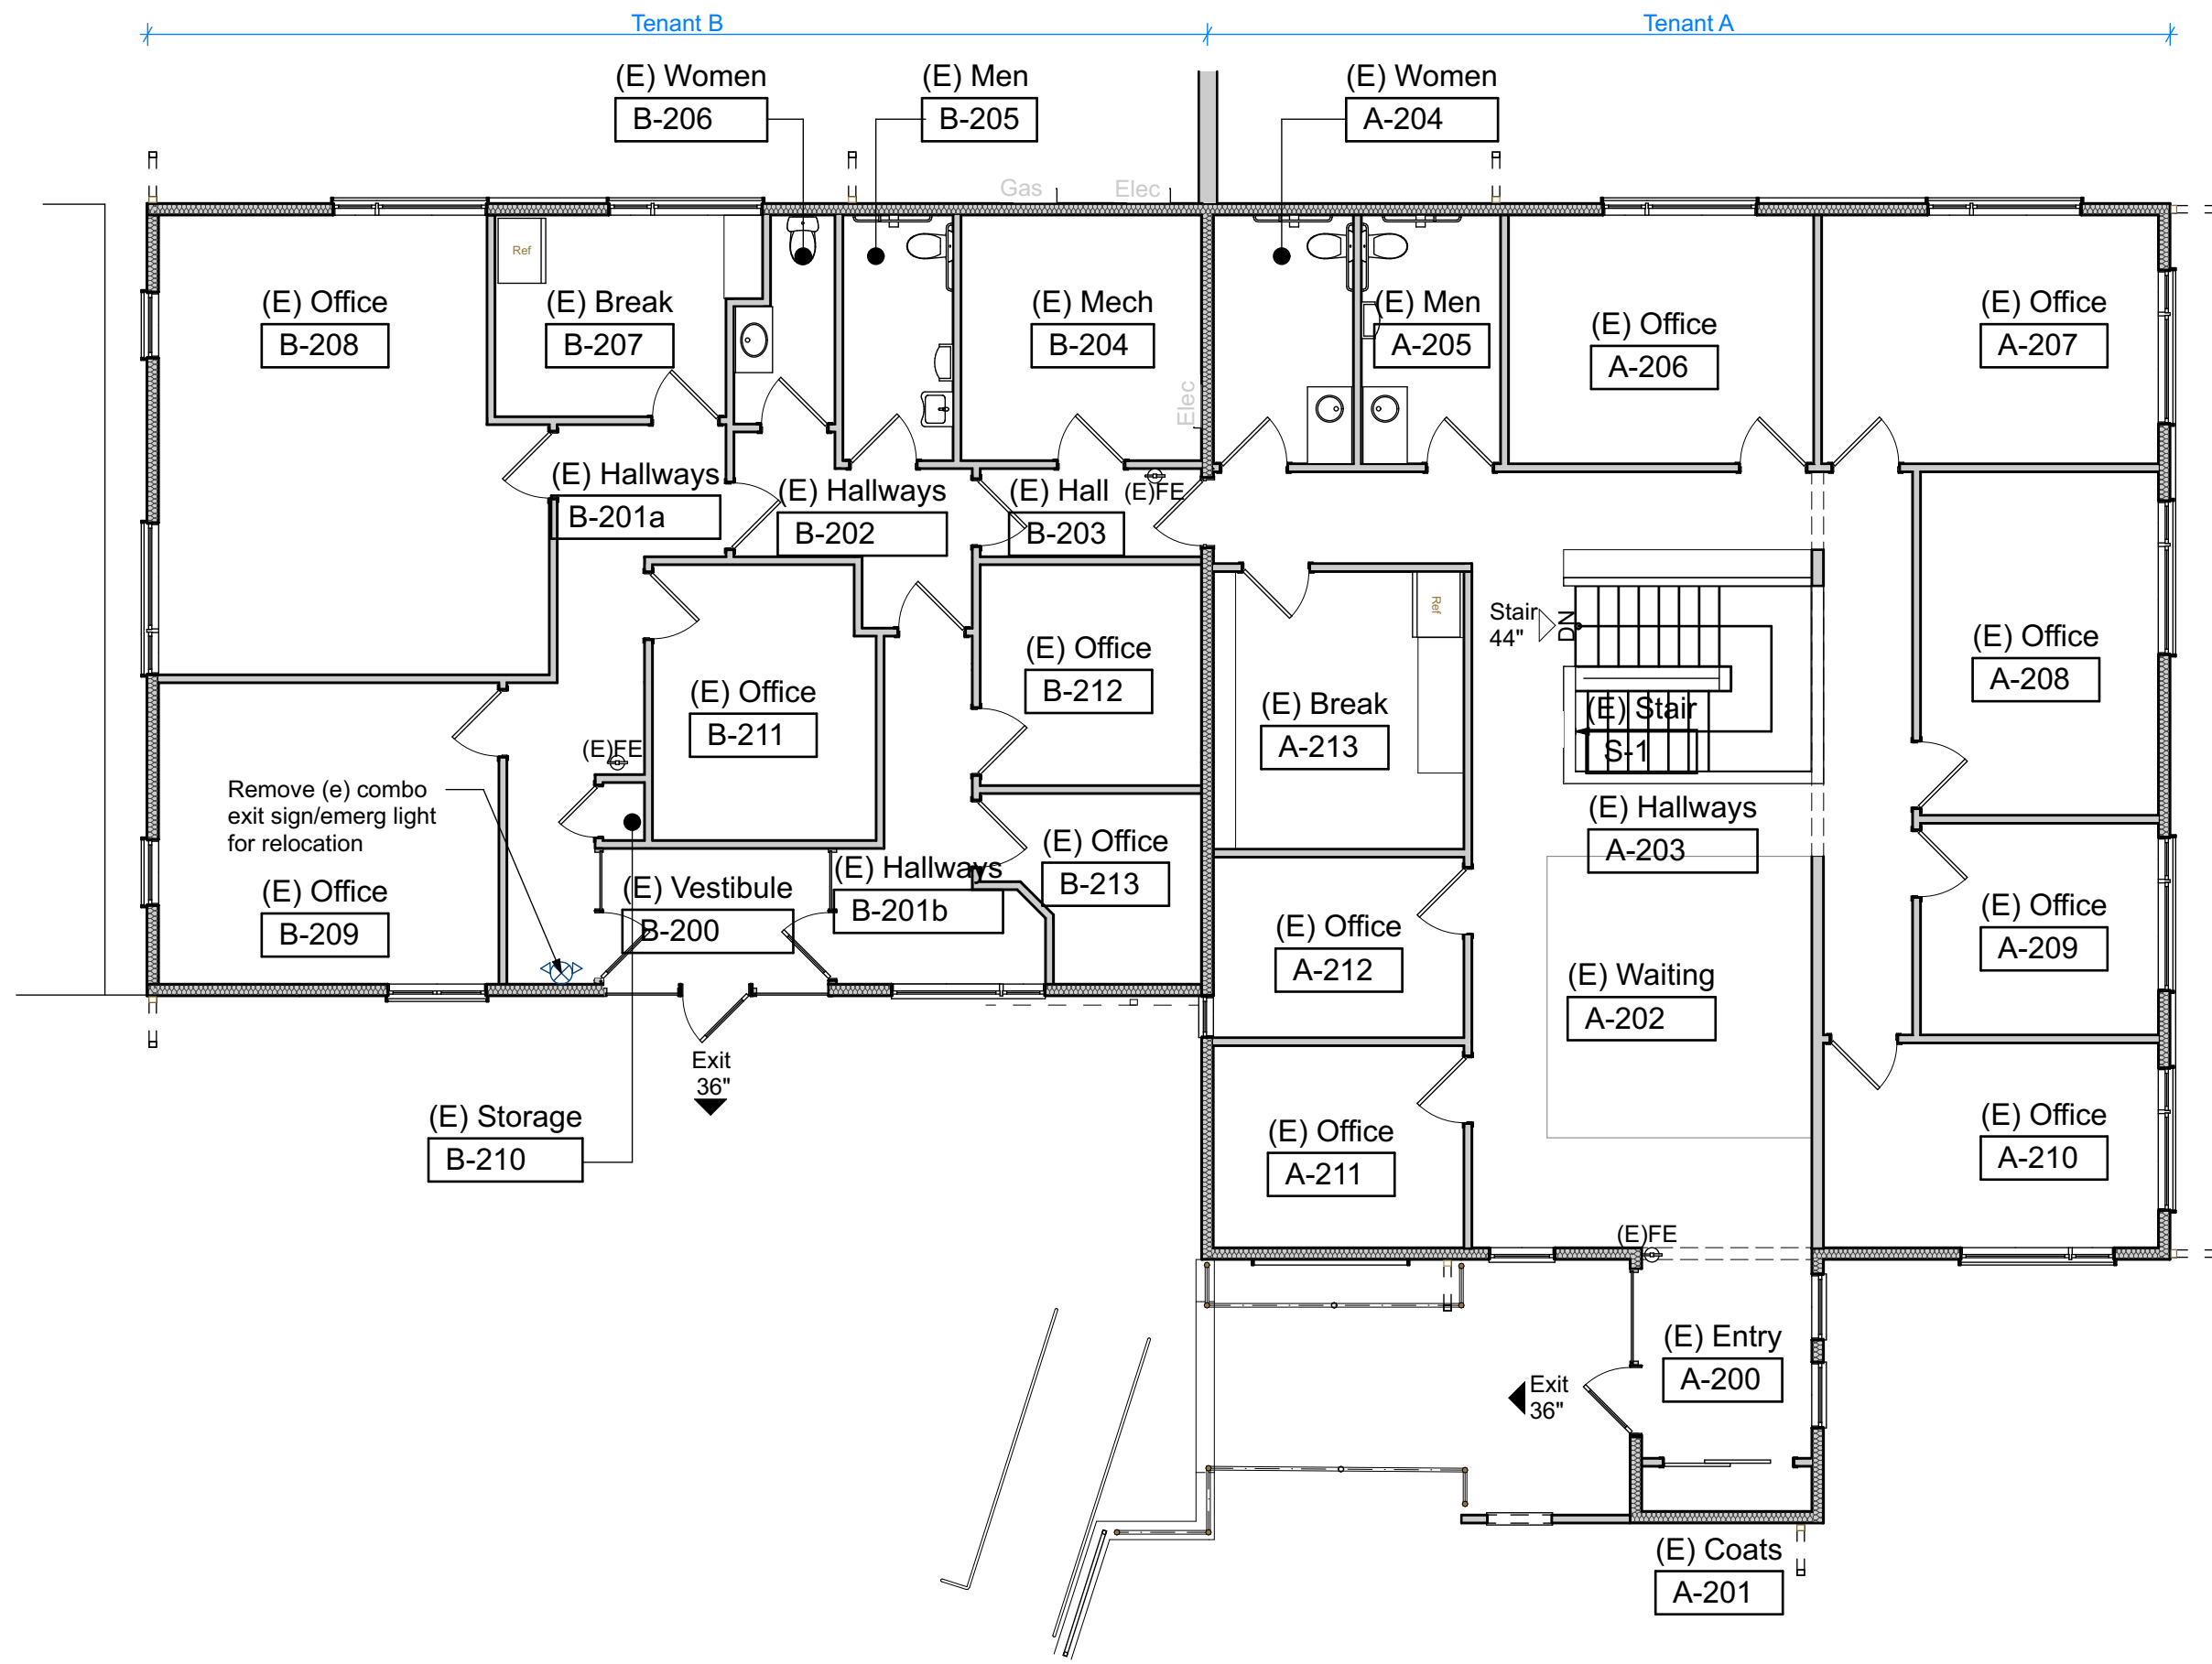 Tenant B
Tenant A
(E) Women
B-206
(E) Men
B-205
(E) Women
A-204
Gas
Elec
Ref
(E) Office
B-208
(E) Break
B-207
(E) Mech
B-204
(E) Men
A-205
(E) Office
A-206
(E) Office
A-207
Elec
(E) Hallways
B-201a
(E) Hallways
B-202
(E) Hall
B-203
(E)FE
Ref
Stair
44"
DN
(E) Office
B-212
(E) Office
A-208
(E) Office
B-211
(E) Break
A-213
(E) Stair
S-1
(E)FE
Remove (e) combo
exit sign/emerg light
for relocation
(E) Hallways
A-203
(E) Office
B-213
(E) Office
B-209
(E) Vestibule
B-200
(E) Hallways
B-201b
(E) Office
A-212
(E) Office
A-209
(E) Waiting
A-202
Exit
36"
(E) Storage
B-210
(E) Office
A-211
(E) Office
A-210
(E)FE
(E) Entry
A-200
Exit
36"
(E) Coats
A-201